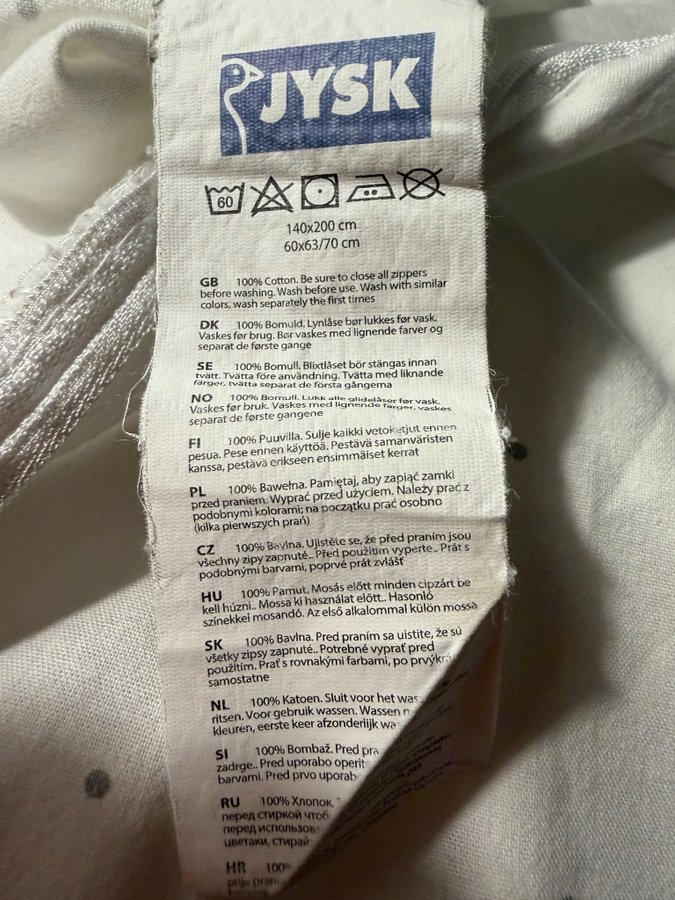 JYSK
60
140x200 cm
60x63/70 cm
GB 100% Cotton. Be sure to close all zippers
before washing. Wash before use. Wash with similar
colors, wash separately the first times
DK 100% Bomuld. Lynlåse bør lukkes før vask.
Vaskes før brug. Bør vaskes med lignende farver og
separat de første gange
SE 100% Bomull. Blixtlåset bör stängas innan
tvätt. Tvätta före användning. Tvätta med liknande
färger, tvätta separat de första gångerna
NO 100% Bomull. Lukk alle glidelåser før vask.
Vaskes før bruk. Vaskes med lignende farger, vaskes
separat de første gangene
FI 100% Puuvilla. Sulje kaikki vetoketjut ennen
pesua. Pese ennen käyttöä. Pestävä samanväristen
kanssa, pestävä erikseen ensimmäiset kerrat
PL 100% Bawełna. Pamiętaj, aby zapiąć zamki
przed praniem. Wyprać przed użyciem. Należy prać z
podobnymi kolorami; na początku prać osobno
(kilka pierwszych prań)
CZ 100% Bavlna. Ujistěte se, že před praním jsou
všechny zipy zapnuté.. Před použitím vyperte.. Prát s
podobnými barvami, poprvé prát zvlášť
HU 100% Pamut. Mosás előtt minden cipzárt be
kell húzni.. Mossa ki használat előtt.. Hasonló
színekkel mosandó. Az első alkalommal külön mossa
SK 100% Bavlna. Pred praním sa uistite, že sú
všetky zipsy zapnuté.. Potrebné vyprať pred
použitím. Prať s rovnakými farbami, po prvýkrá
samostatne
NL 100% Katoen. Sluit voor het was
ritsen. Voor gebruik wassen. Wassen
kleuren, eerste keer afzonderlijk wa
SI 100% Bombaž. Pred pra
zadrge.. Pred uporabo operit
barvami. Pred prvo uporab
RU 100% Хлопок.
перед стиркой чтоб
перед использов
цветаки, стирай
HR 100%
prije pran